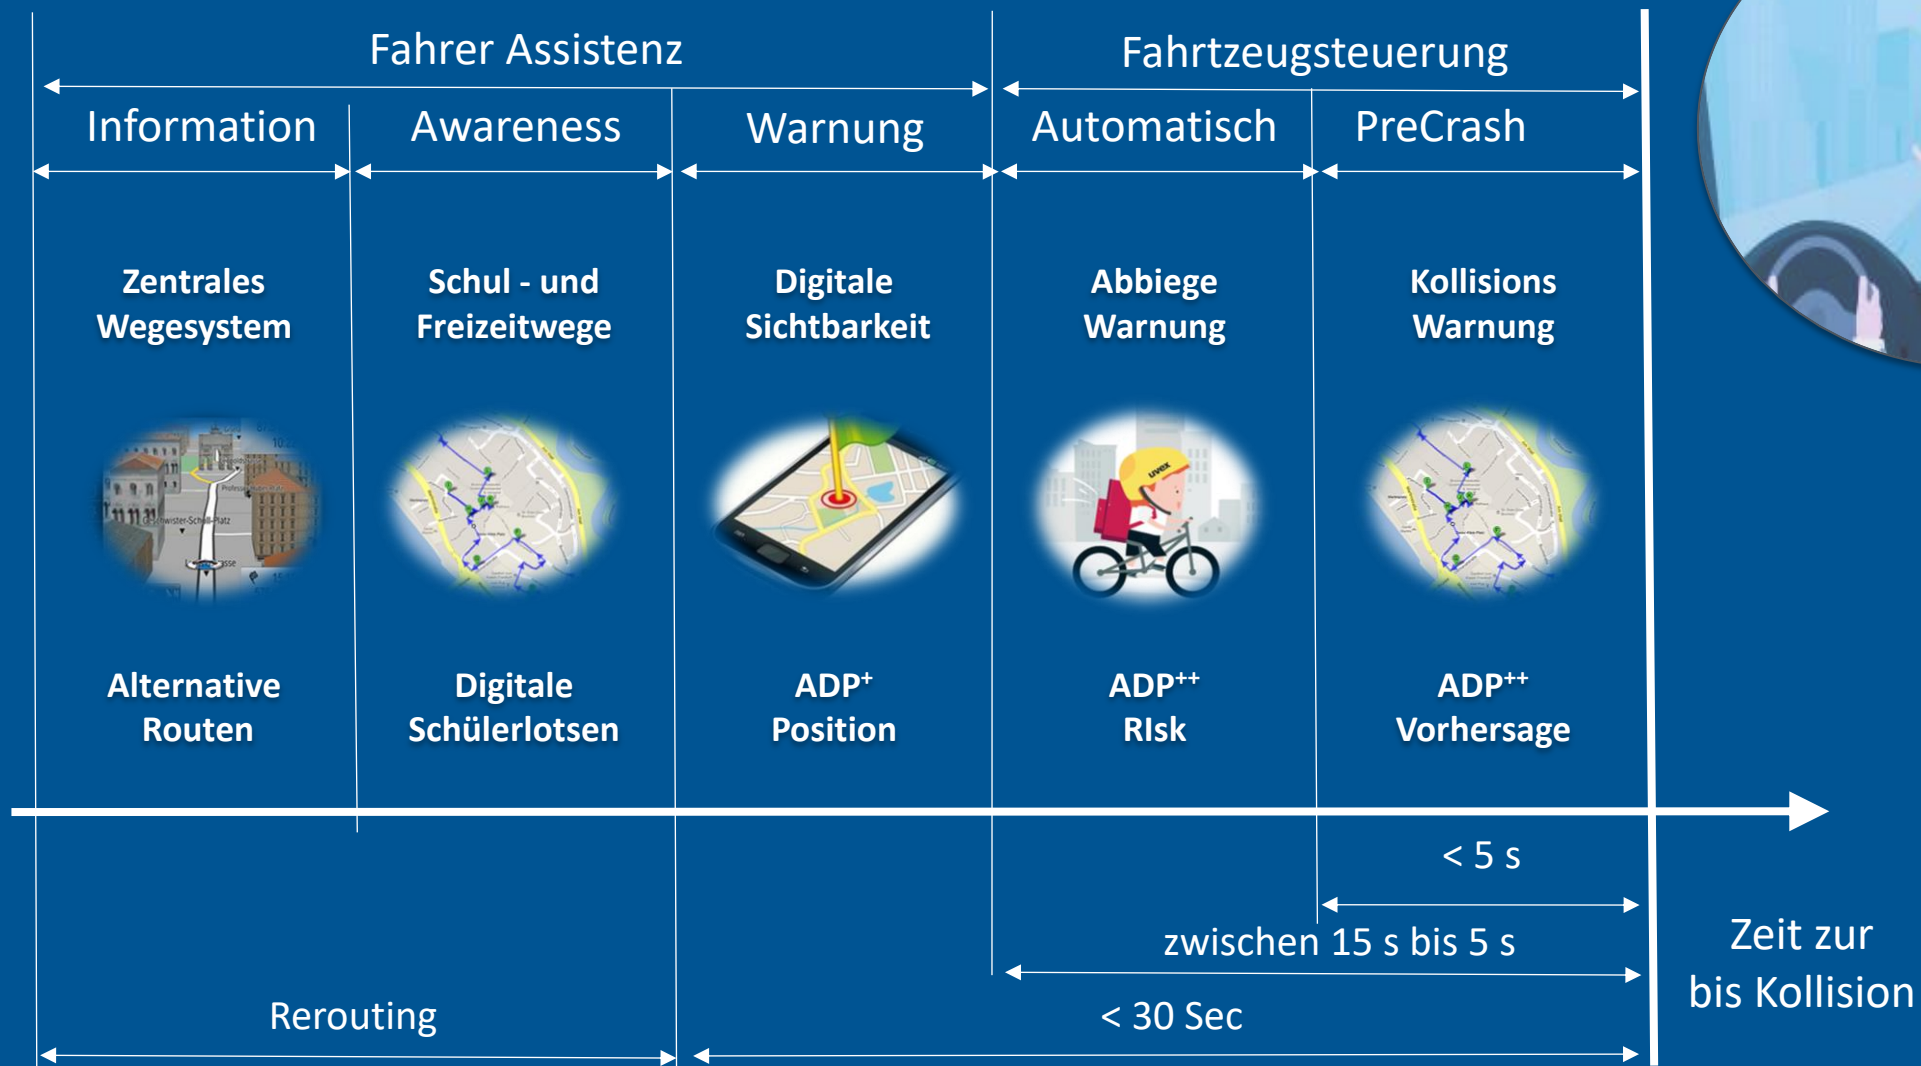 Fahrer Assistenz
Fahrtzeugsteuerung
Information
Awareness
Warnung
Automatisch
PreCrash
Zentrales
Wegesystem
Schul - und
Freizeitwege
Digitale
Sichtbarkeit
Abbiege
Warnung
Kollisions
Warnung
uvex
Alternative
Routen
Digitale
Schülerlotsen
ADP⁺
Position
ADP⁺⁺
RIsk
ADP⁺⁺
Vorhersage
< 5 s
zwischen 15 s bis 5 s
Rerouting
< 30 Sec
Zeit zur
bis Kollision